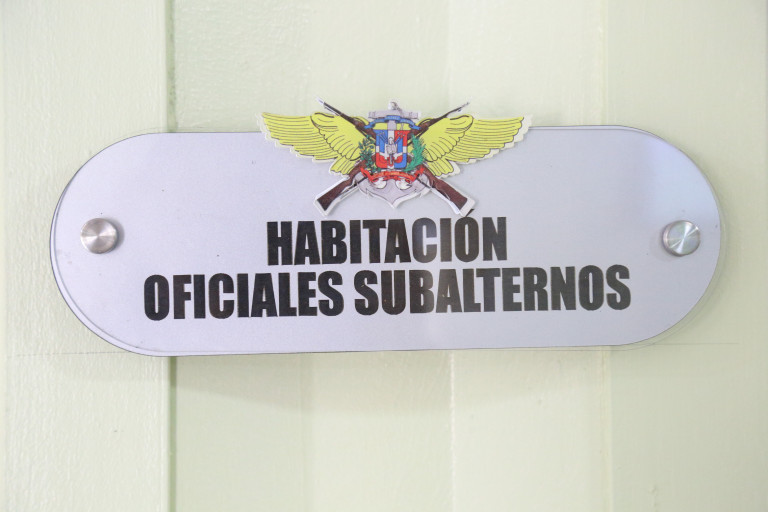 HABITACIÓN
OFICIALES SUBALTERNOS